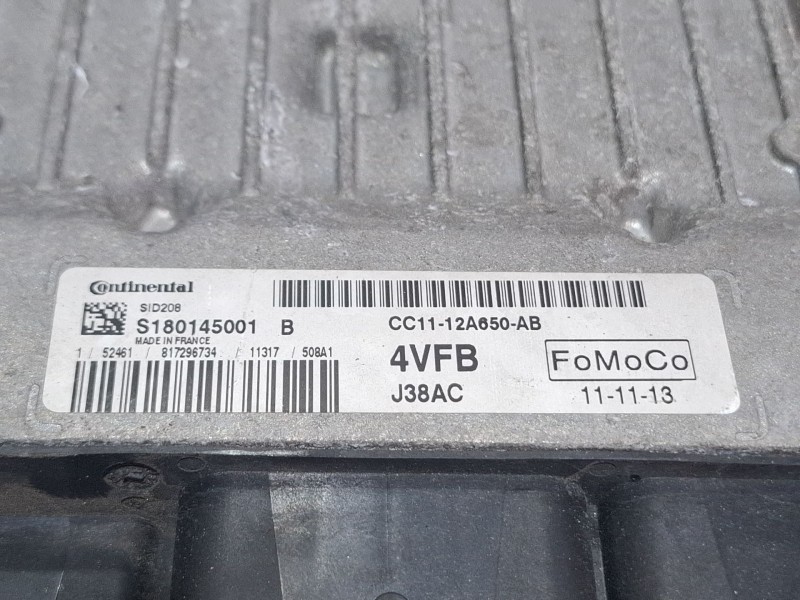 Continental
SID208
S180145001 B
MADE IN FRANCE
1 / 52461 / 817296734 / 11317 / 508A1
CC11-12A650-AB
4VFB
FoMoCo
J38AC
11-11-13